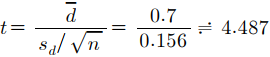 t = d̄ / (s_d / √n) = 0.7 / 0.156 ≓ 4.487